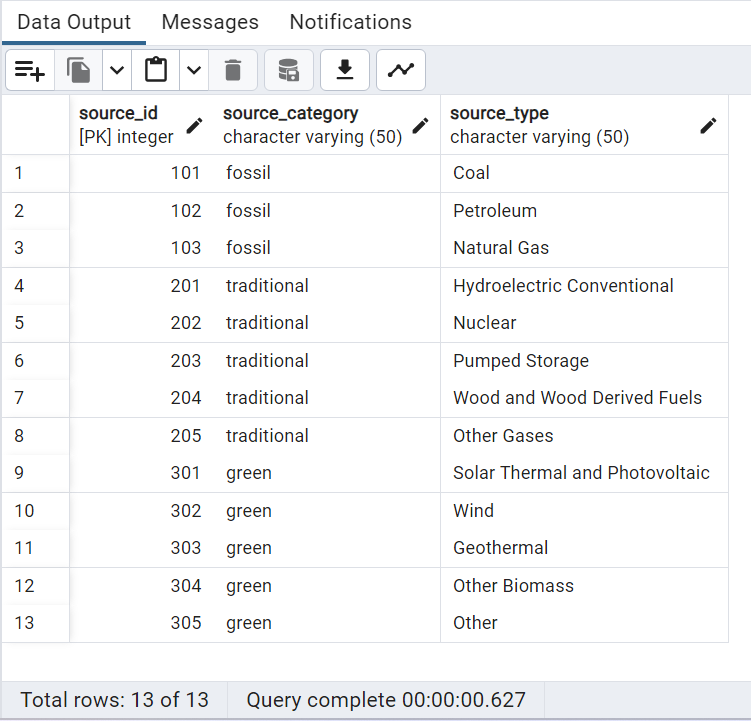 Data Output Messages Notifications
source_id source_category source_type
[PK] integer character varying (50) character varying (50)
1 101 fossil Coal
2 102 fossil Petroleum
3 103 fossil Natural Gas
4 201 traditional Hydroelectric Conventional
5 202 traditional Nuclear
6 203 traditional Pumped Storage
7 204 traditional Wood and Wood Derived Fuels
8 205 traditional Other Gases
9 301 green Solar Thermal and Photovoltaic
10 302 green Wind
11 303 green Geothermal
12 304 green Other Biomass
13 305 green Other
Total rows: 13 of 13 Query complete 00:00:00.627